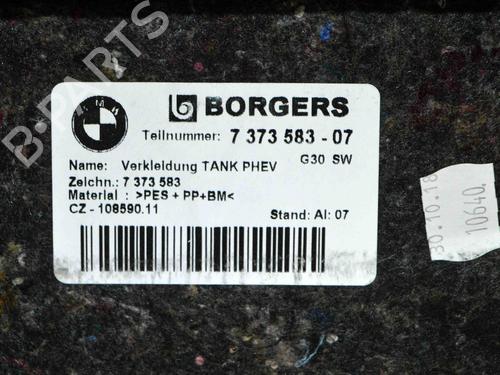 B-PARTS
BMW
BORGERS
Teilnummer: 7 373 583 - 07
Name: Verkleidung TANK PHEV G30 SW
Zeichn.: 7 373 583
Material : >PES + PP+BM<
CZ - 108590.11
Stand: AI: 07
30.10.18
10640